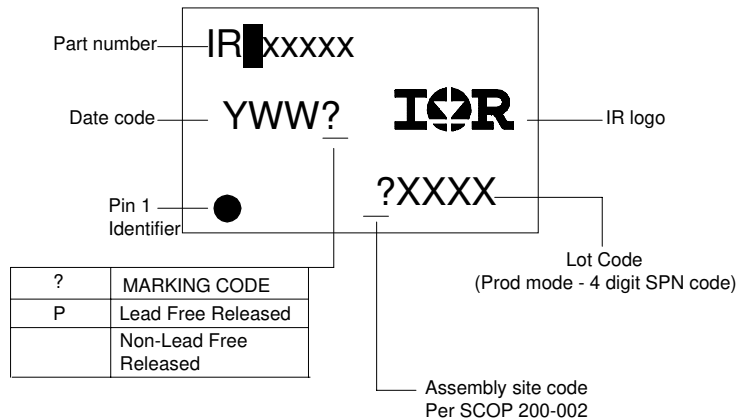 Part number
IR xxxxx
Date code
YWW?
IOR
IR logo
?XXXX
Pin 1
Identifier
Lot Code
(Prod mode - 4 digit SPN code)
? MARKING CODE
P Lead Free Released
Non-Lead Free
Released
Assembly site code
Per SCOP 200-002